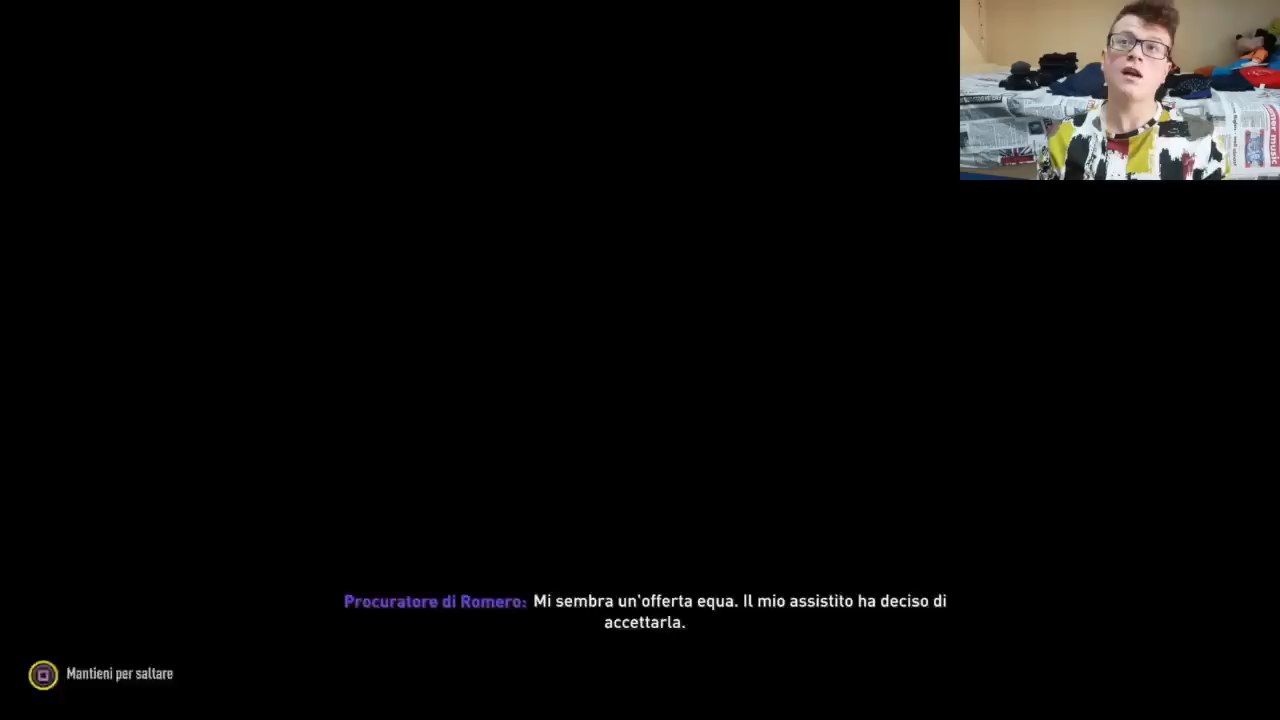 Procuratore di Romero: Mi sembra un'offerta equa. Il mio assistito ha deciso di
accettarla.
Mantieni per saltare